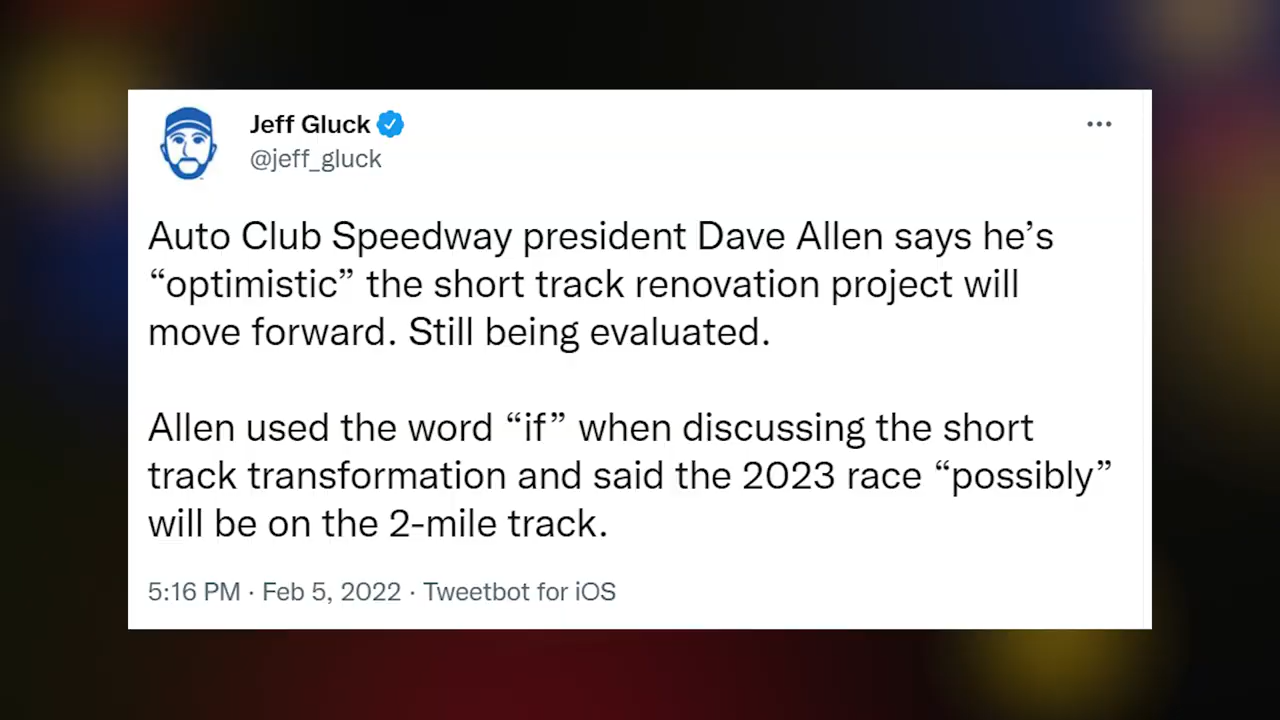 Jeff Gluck
@jeff_gluck
Auto Club Speedway president Dave Allen says he’s
“optimistic” the short track renovation project will
move forward. Still being evaluated.
Allen used the word “if” when discussing the short
track transformation and said the 2023 race “possibly”
will be on the 2-mile track.
5:16 PM · Feb 5, 2022 · Tweetbot for iOS